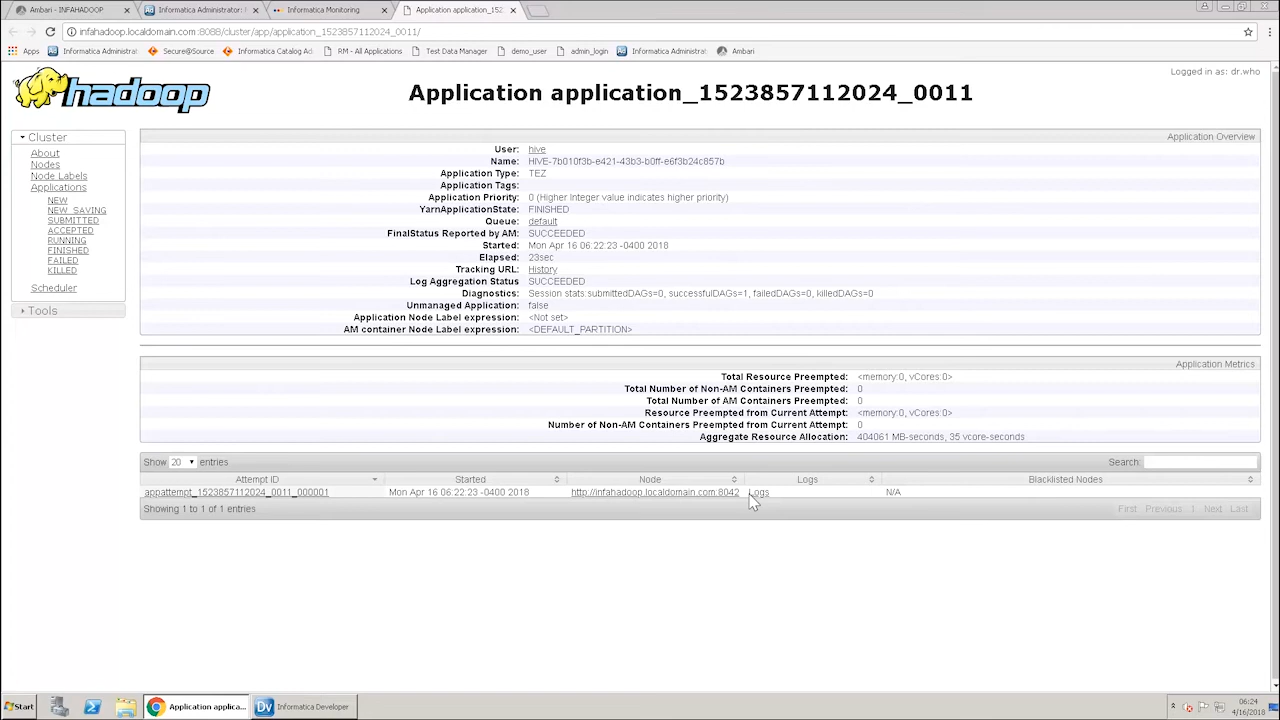 Ambari - INFAHADOOP
Informatica Administrator:
Informatica Monitoring
Application application_152
infahadoop.localdomain.com:8088/cluster/app/application_1523857112024_0011/
Apps
Informatica Administrat
Secure@Source
Informatica Catalog Ad
RM - All Applications
Test Data Manager
demo_user
admin_login
Informatica Administr
Ambari
Logged in as: dr.who
hadoop
Application application_1523857112024_0011
Cluster
About
Nodes
Node Labels
Applications
NEW
NEW_SAVING
SUBMITTED
ACCEPTED
RUNNING
FINISHED
FAILED
KILLED
Scheduler
Tools
Application Overview
User: hive
Name: HIVE-7b010f3b-e421-43b3-b0ff-e6f3b24c857b
Application Type: TEZ
Application Tags:
Application Priority: 0 (Higher Integer value indicates higher priority)
YarnApplicationState: FINISHED
Queue: default
FinalStatus Reported by AM: SUCCEEDED
Started: Mon Apr 16 06:22:23 -0400 2018
Elapsed: 23sec
Tracking URL: History
Log Aggregation Status SUCCEEDED
Diagnostics: Session stats:submittedDAGs=0, successfulDAGs=1, failedDAGs=0, killedDAGs=0
Unmanaged Application: false
Application Node Label expression: <Not set>
AM container Node Label expression: <DEFAULT_PARTITION>
Application Metrics
Total Resource Preempted: <memory:0, vCores:0>
Total Number of Non-AM Containers Preempted: 0
Total Number of AM Containers Preempted: 0
Resource Preempted from Current Attempt: <memory:0, vCores:0>
Number of Non-AM Containers Preempted from Current Attempt: 0
Aggregate Resource Allocation: 404061 MB-seconds, 35 vcore-seconds
Show 20 entries
Search:
Attempt ID Started Node Logs Blacklisted Nodes
appattempt_1523857112024_0011_000001 Mon Apr 16 06:22:23 -0400 2018 http://infahadoop.localdomain.com:8042 Logs N/A
Showing 1 to 1 of 1 entries
First Previous 1 Next Last
Start
Application applica...
Informatica Developer
06:24
4/16/2018